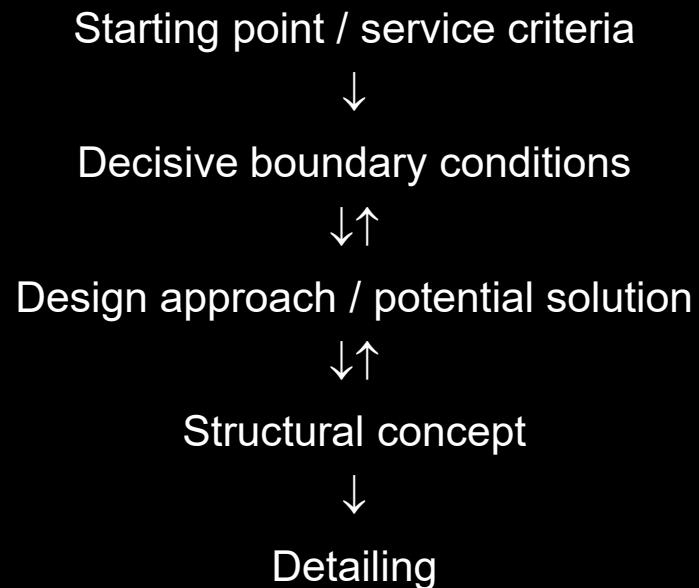 Starting point / service criteria
↓
Decisive boundary conditions
↓↑
Design approach / potential solution
↓↑
Structural concept
↓
Detailing